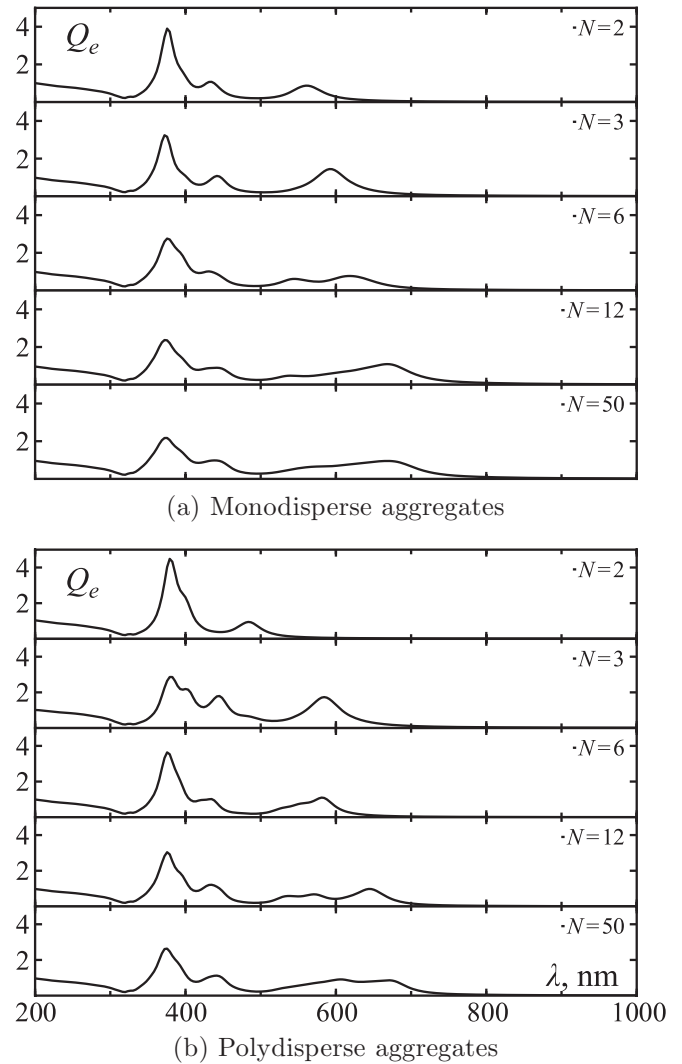 Q_e
-N=2
4
2
-N=3
4
2
-N=6
4
2
-N=12
4
2
-N=50
4
2
(a) Monodisperse aggregates
Q_e
-N=2
4
2
-N=3
4
2
-N=6
4
2
-N=12
4
2
-N=50
4
2
λ, nm
200 400 600 800 1000
(b) Polydisperse aggregates